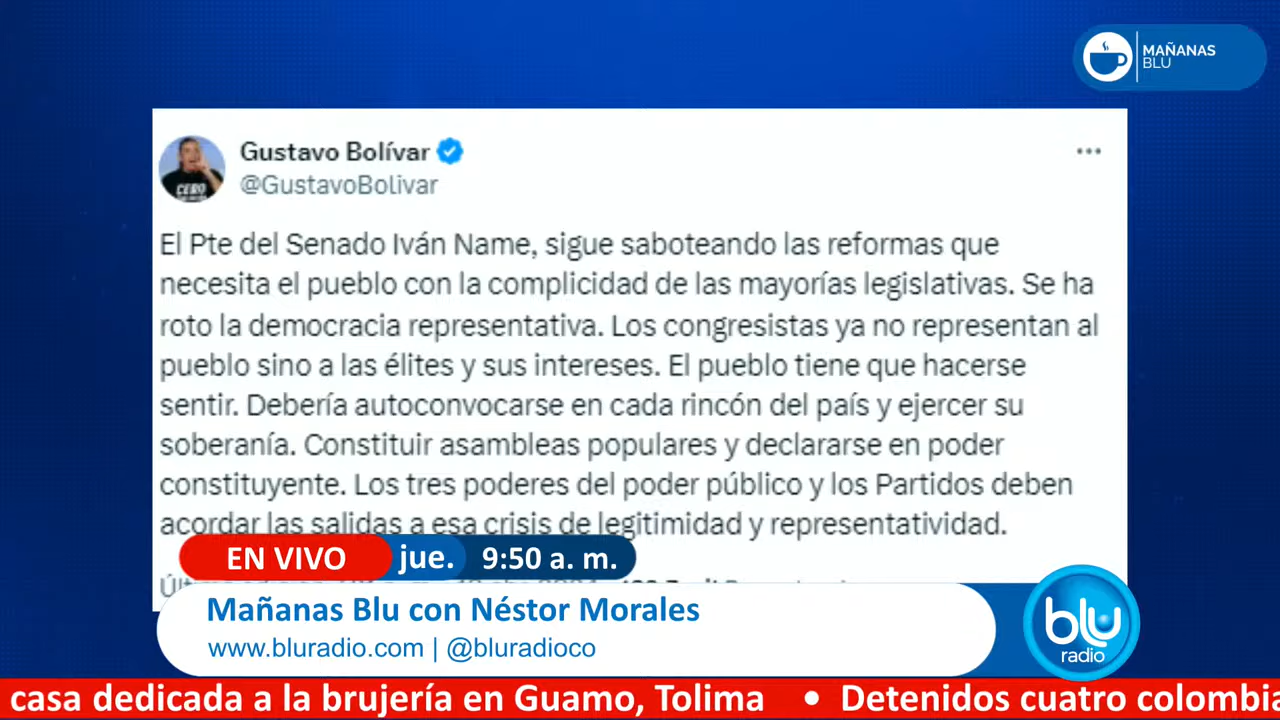 MAÑANAS
BLU
Gustavo Bolívar
@GustavoBolivar
CERO
El Pte del Senado Iván Name, sigue saboteando las reformas que
necesita el pueblo con la complicidad de las mayorías legislativas. Se ha
roto la democracia representativa. Los congresistas ya no representan al
pueblo sino a las élites y sus intereses. El pueblo tiene que hacerse
sentir. Debería autoconvocarse en cada rincón del país y ejercer su
soberanía. Constituir asambleas populares y declararse en poder
constituyente. Los tres poderes del poder público y los Partidos deben
acordar las salidas a esa crisis de legitimidad y representatividad.
EN VIVO jue. 9:50 a. m.
Mañanas Blu con Néstor Morales
www.bluradio.com | @bluradioco
blu
radio
casa dedicada a la brujería en Guamo, Tolima • Detenidos cuatro colombia